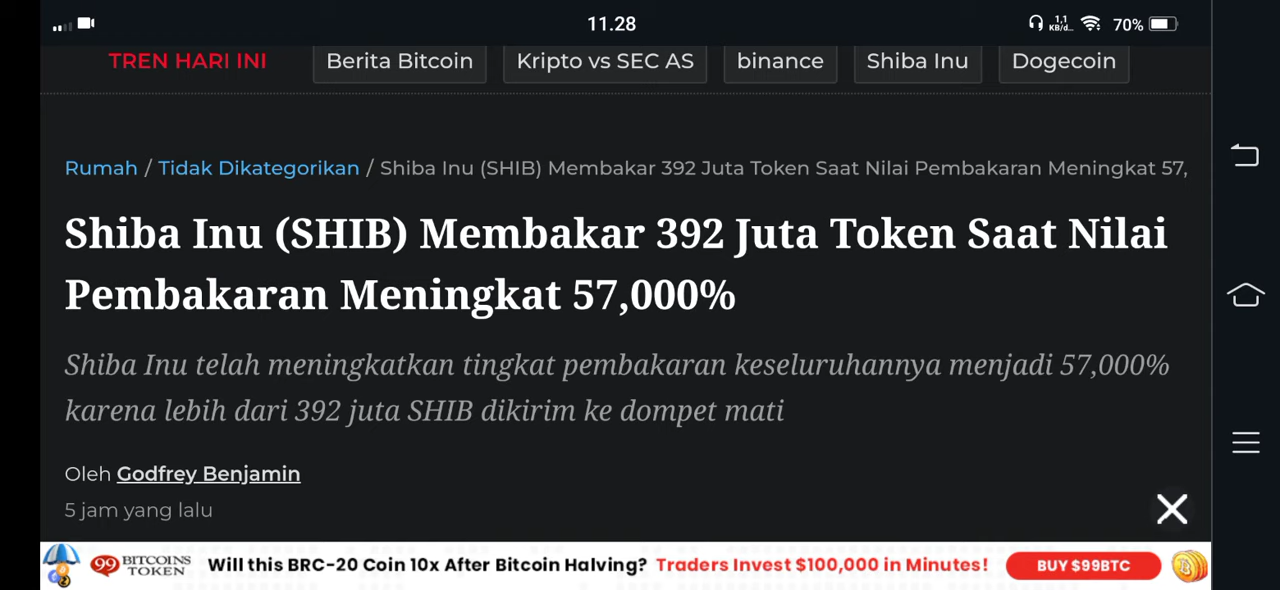 11.28
1,1
KB/d...
70%
TREN HARI INI
Berita Bitcoin
Kripto vs SEC AS
binance
Shiba Inu
Dogecoin
Rumah / Tidak Dikategorikan / Shiba Inu (SHIB) Membakar 392 Juta Token Saat Nilai Pembakaran Meningkat 57,
Shiba Inu (SHIB) Membakar 392 Juta Token Saat Nilai
Pembakaran Meningkat 57,000%
Shiba Inu telah meningkatkan tingkat pembakaran keseluruhannya menjadi 57,000%
karena lebih dari 392 juta SHIB dikirim ke dompet mati
Oleh Godfrey Benjamin
5 jam yang lalu
99 BITCOINS
TOKEN
Will this BRC-20 Coin 10x After Bitcoin Halving? Traders Invest $100,000 in Minutes!
BUY $99BTC